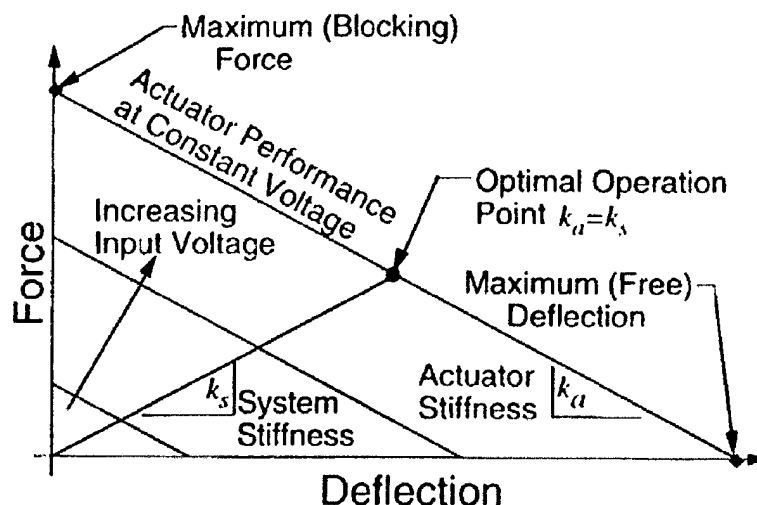 Maximum (Blocking)
Force
Actuator Performance
at Constant Voltage
Increasing
Input Voltage
Optimal Operation
Point kₐ=kₛ
Maximum (Free)
Deflection
Force
kₛ
System
Stiffness
Actuator
Stiffness
kₐ
Deflection